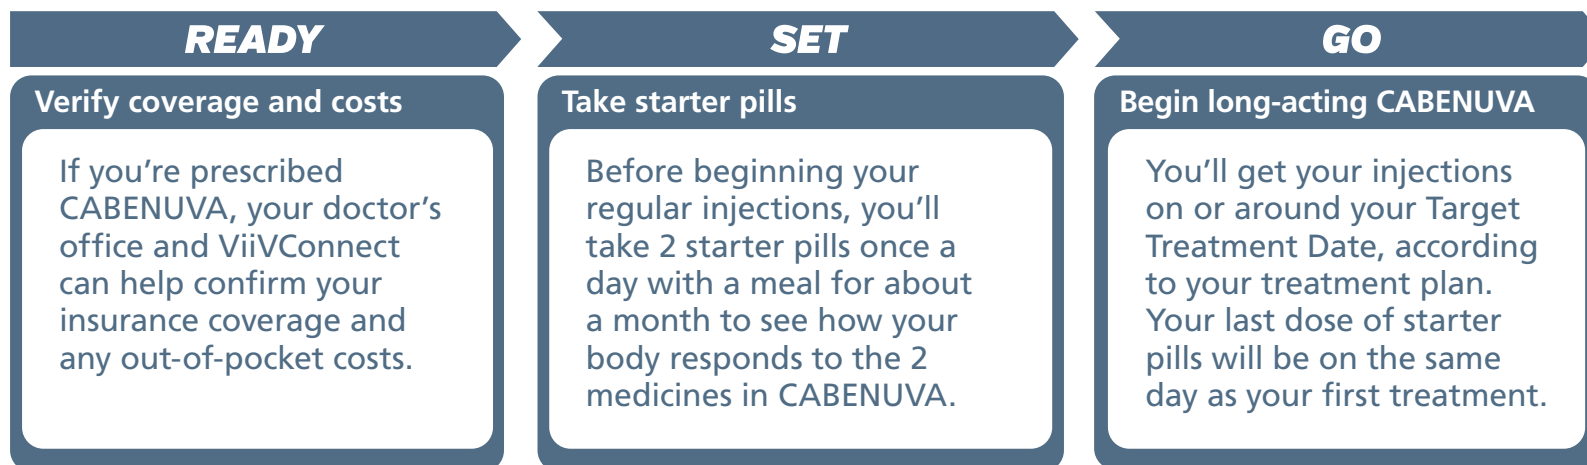 READY
Verify coverage and costs
If you’re prescribed
CABENUVA, your doctor’s
office and ViiVConnect
can help confirm your
insurance coverage and
any out-of-pocket costs.
SET
Take starter pills
Before beginning your
regular injections, you’ll
take 2 starter pills once a
day with a meal for about
a month to see how your
body responds to the 2
medicines in CABENUVA.
GO
Begin long-acting CABENUVA
You’ll get your injections
on or around your Target
Treatment Date, according
to your treatment plan.
Your last dose of starter
pills will be on the same
day as your first treatment.